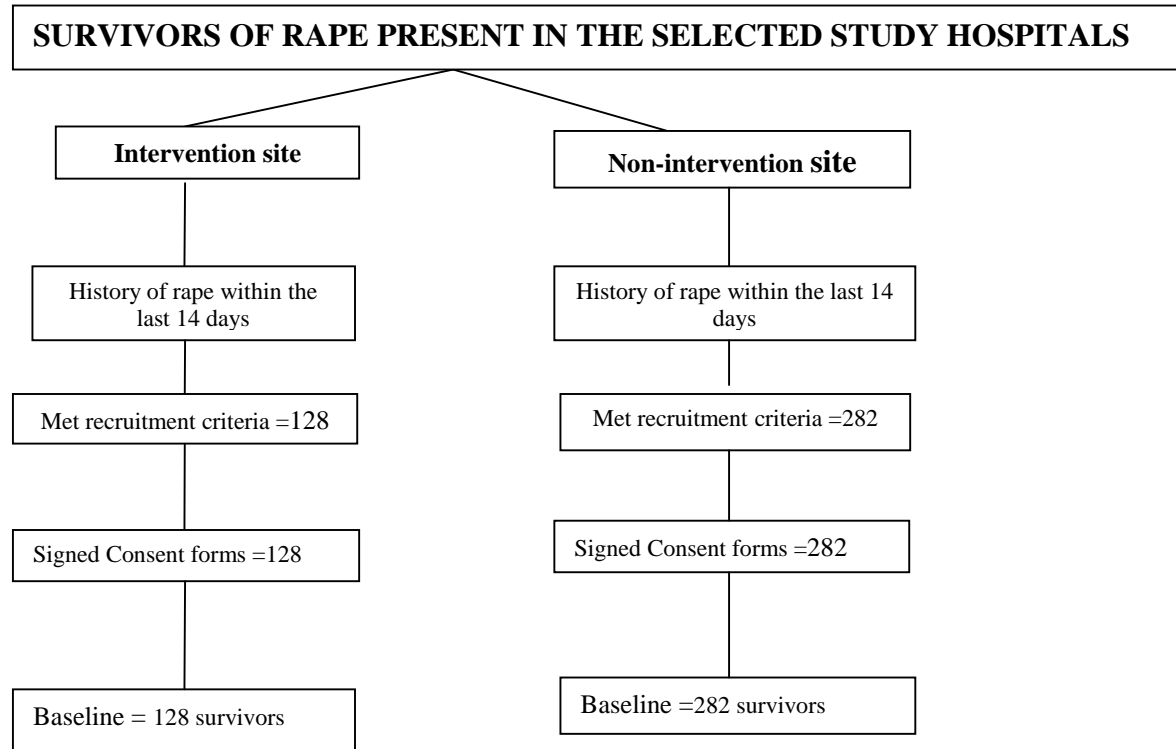 SURVIVORS OF RAPE PRESENT IN THE SELECTED STUDY HOSPITALS
Intervention site
Non-intervention site
History of rape within the
last 14 days
History of rape within the last 14
days
Met recruitment criteria =128
Met recruitment criteria =282
Signed Consent forms =128
Signed Consent forms =282
Baseline = 128 survivors
Baseline =282 survivors